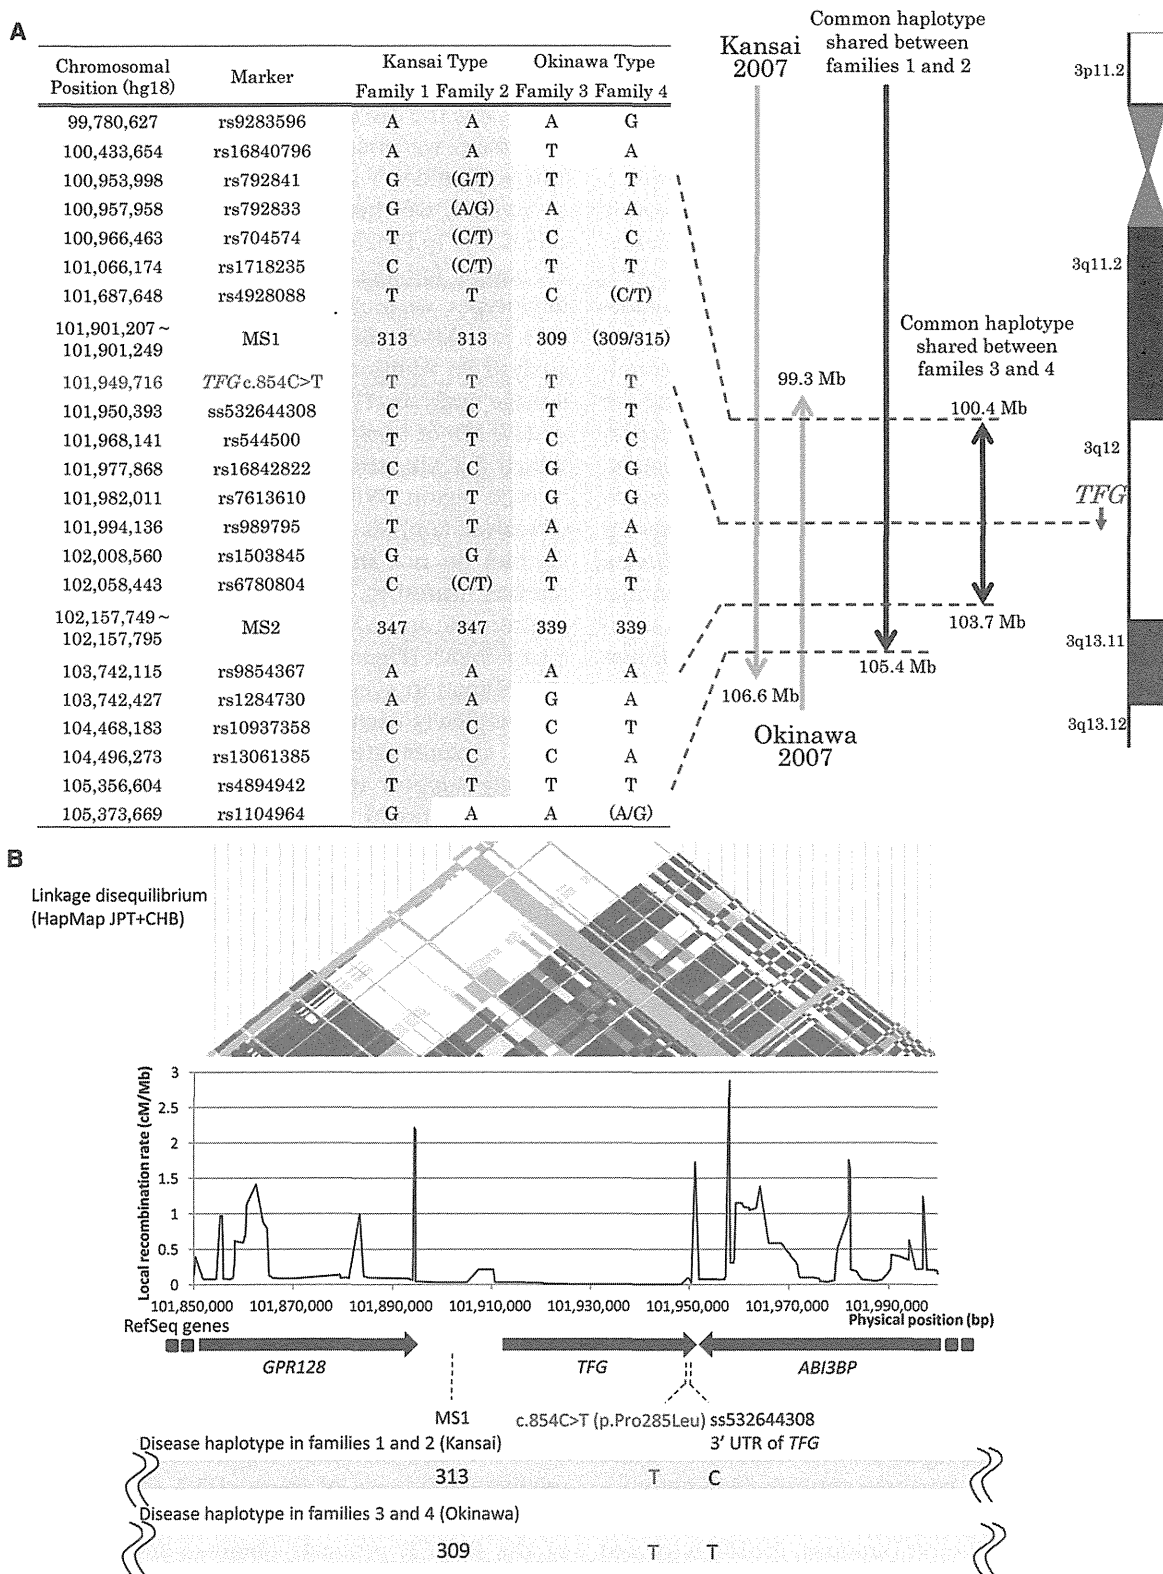 A
Chromosomal Position (hg18) Marker Kansai Type Okinawa Type
Family 1 Family 2 Family 3 Family 4
99,780,627 rs9283596 A A A G
100,433,654 rs16840796 A A T A
100,953,998 rs792841 G (G/T) T T
100,957,958 rs792833 G (A/G) A A
100,966,463 rs704574 T (C/T) C C
101,066,174 rs1718235 C (C/T) T T
101,687,648 rs4928088 T T C (C/T)
101,901,207~
101,901,249 MS1 313 313 309 (309/315)
101,949,716 TFG c.854C>T T T T T
101,950,393 ss532644308 C C T T
101,968,141 rs544500 T T C C
101,977,868 rs16842822 C C G G
101,982,011 rs7613610 T T G G
101,994,136 rs989795 T T A A
102,008,560 rs1503845 G G A A
102,058,443 rs6780804 C (C/T) T T
102,157,749~
102,157,795 MS2 347 347 339 339
103,742,115 rs9854367 A A A A
103,742,427 rs1284730 A A G A
104,468,183 rs10937358 C C C T
104,496,273 rs13061385 C C C A
105,356,604 rs4894942 T T T T
105,373,669 rs1104964 G A A (A/G)
Kansai
2007
Common haplotype
shared between
families 1 and 2
Common haplotype
shared between
familes 3 and 4
99.3 Mb
100.4 Mb
103.7 Mb
105.4 Mb
106.6 Mb
Okinawa
2007
3p11.2
3q11.2
3q12
TFG
3q13.11
3q13.12
B
Linkage disequilibrium
(HapMap JPT+CHB)
Local recombination rate (cM/Mb)
3
2.5
2
1.5
1
0.5
0
101,850,000 101,870,000 101,890,000 101,910,000 101,930,000 101,950,000 101,970,000 101,990,000
Physical position (bp)
RefSeq genes
GPR128 TFG ABI3BP
MS1 c.854C>T (p.Pro285Leu) ss532644308
Disease haplotype in families 1 and 2 (Kansai) 3' UTR of TFG
313 T C
Disease haplotype in families 3 and 4 (Okinawa)
309 T T